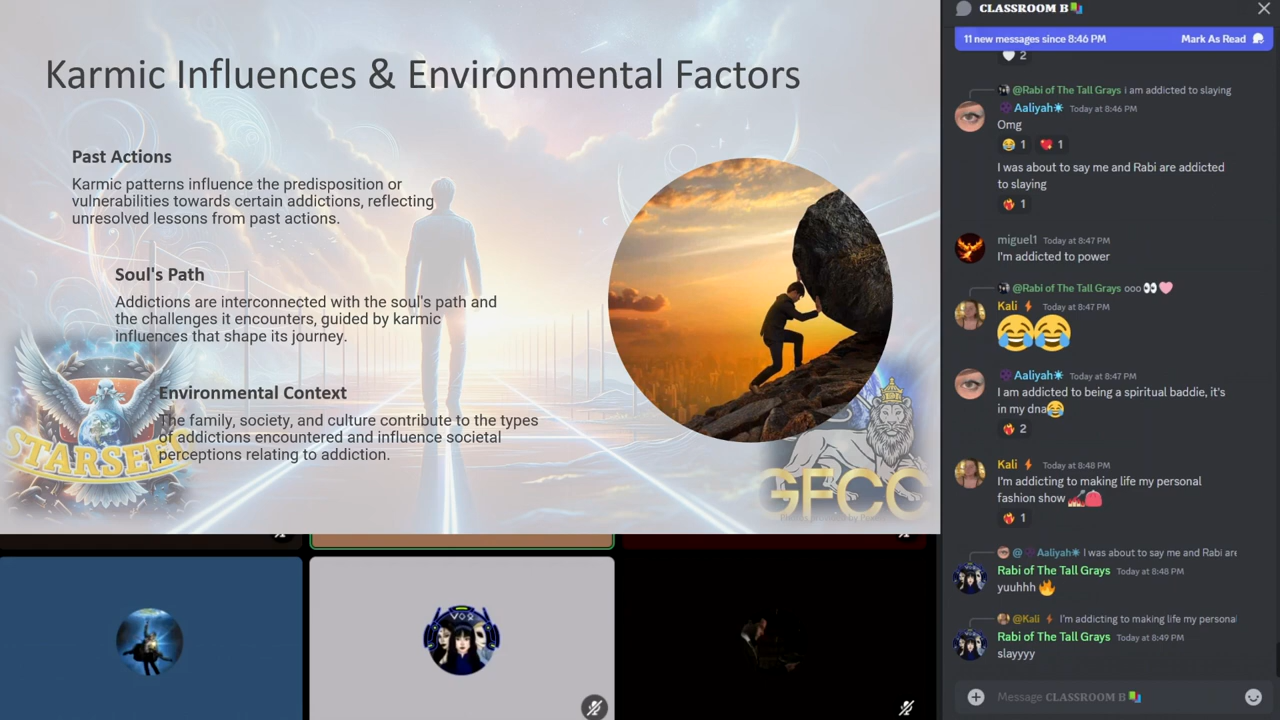 Karmic Influences & Environmental Factors
Past Actions
Karmic patterns influence the predisposition or
vulnerabilities towards certain addictions, reflecting
unresolved lessons from past actions.
Soul's Path
Addictions are interconnected with the soul's path and
the challenges it encounters, guided by karmic
influences that shape its journey.
Environmental Context
The family, society, and culture contribute to the types
of addictions encountered and influence societal
perceptions relating to addiction.
STARSEED
GFCC
VOX
CLASSROOM B
11 new messages since 8:46 PM Mark As Read
2
@Rabi of The Tall Grays i am addicted to slaying
Aaliyah Today at 8:46 PM
Omg
1 1
I was about to say me and Rabi are addicted
to slaying
1
miguel1 Today at 8:47 PM
I'm addicted to power
@Rabi of The Tall Grays ooo 👀🩷
Kali ⚡ Today at 8:47 PM
😂😂
Aaliyah Today at 8:47 PM
I am addicted to being a spiritual baddie, it's
in my dna😂
2
Kali ⚡ Today at 8:48 PM
I'm addicting to making life my personal
fashion show 💅👛
1
@ Aaliyah I was about to say me and Rabi are
Rabi of The Tall Grays Today at 8:48 PM
yuuhhh 🔥
@Kali ⚡ I'm addicting to making life my personal
Rabi of The Tall Grays Today at 8:49 PM
slayyyy
Message CLASSROOM B